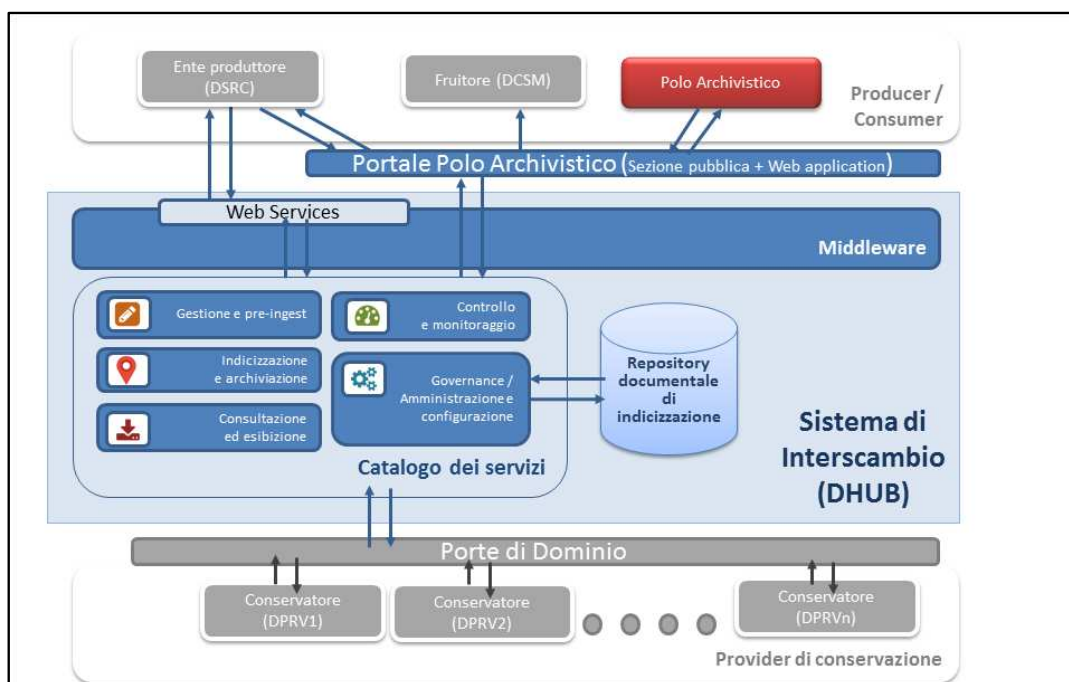 Ente produttore
(DSRC)
Fruitore (DCSM)
Polo Archivistico
Producer /
Consumer
Portale Polo Archivistico (Sezione pubblica + Web application)
Web Services
Middleware
Gestione e pre-ingest
Controllo
e monitoraggio
Indicizzazione
e archiviazione
Governance /
Amministrazione e
configurazione
Consultazione
ed esibizione
Catalogo dei servizi
Repository
documentale
di
indicizzazione
Sistema di
Interscambio
(DHUB)
Porte di Dominio
Conservatore
(DPRV1)
Conservatore
(DPRV2)
Conservatore
(DPRVn)
Provider di conservazione